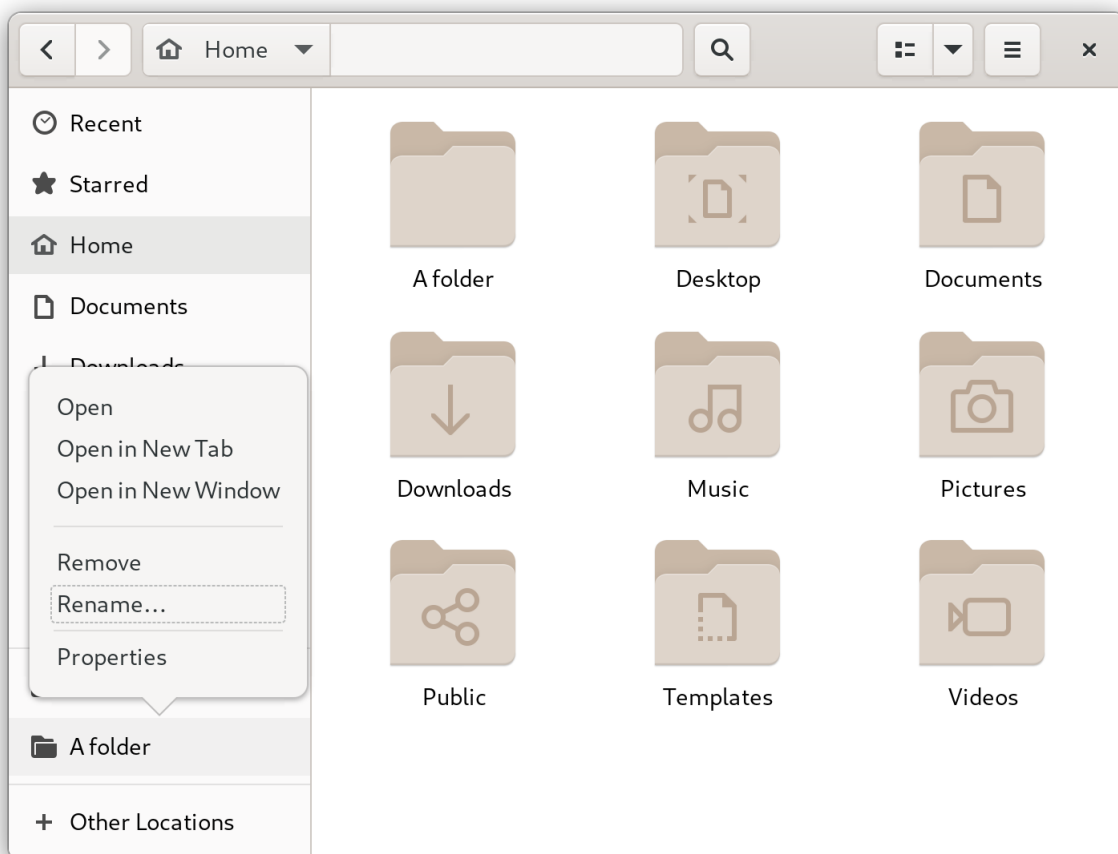 Home
Recent
Starred
Home
Documents
Downloads
Open
Open in New Tab
Open in New Window
Remove
Rename…
Properties
A folder
Other Locations
A folder
Desktop
Documents
Downloads
Music
Pictures
Public
Templates
Videos